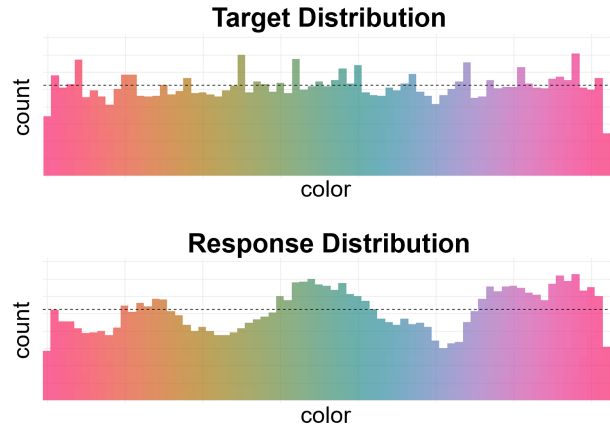 Target Distribution
count
color
Response Distribution
count
color